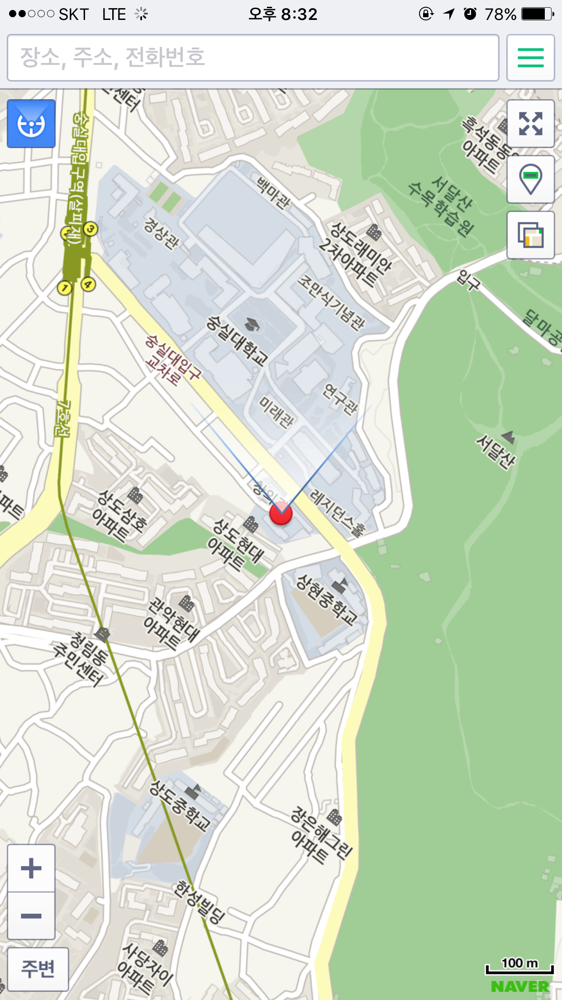 SKT LTE 오후 8:32 78%
장소, 주소, 전화번호
센터
숭실대입구역(살피재)
3
1
4
흑석동
아파트
서달산
수목학습원
백마관
경상관
상도래미안
2차아파트
입구
조만식기념관
달마공
숭실대학교
숭실대입구
교차로
연구관
미래관
7호선
서달산
레지던스홀
상도삼호
아파트
파트
상도현대
아파트
상현중학교
관악현대
아파트
청림동
주민센터
상도중학교
장은해그린
아파트
한성빌딩
사당자이
아파트
주변
100 m
NAVER